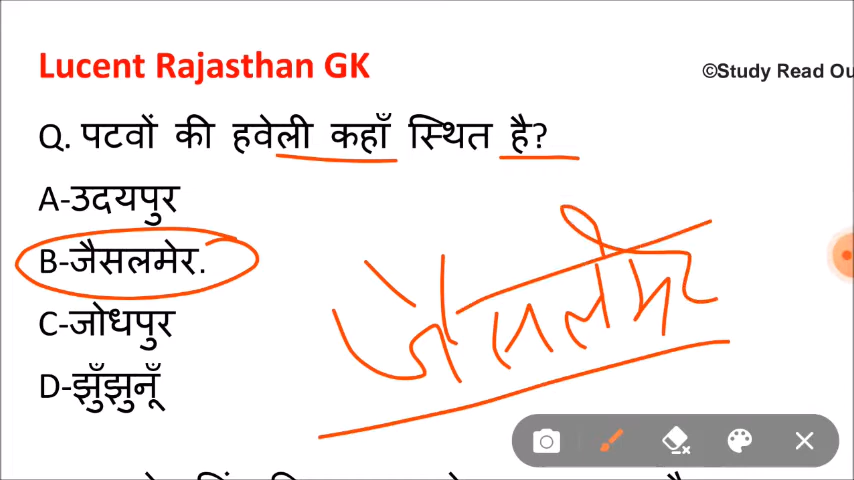 Lucent Rajasthan GK
©Study Read Ou
Q. पटवों की हवेली कहाँ स्थित है?
A-उदयपुर
B-जैसलमेर.
जैसलमेर
C-जोधपुर
D-झुँझुनूँ